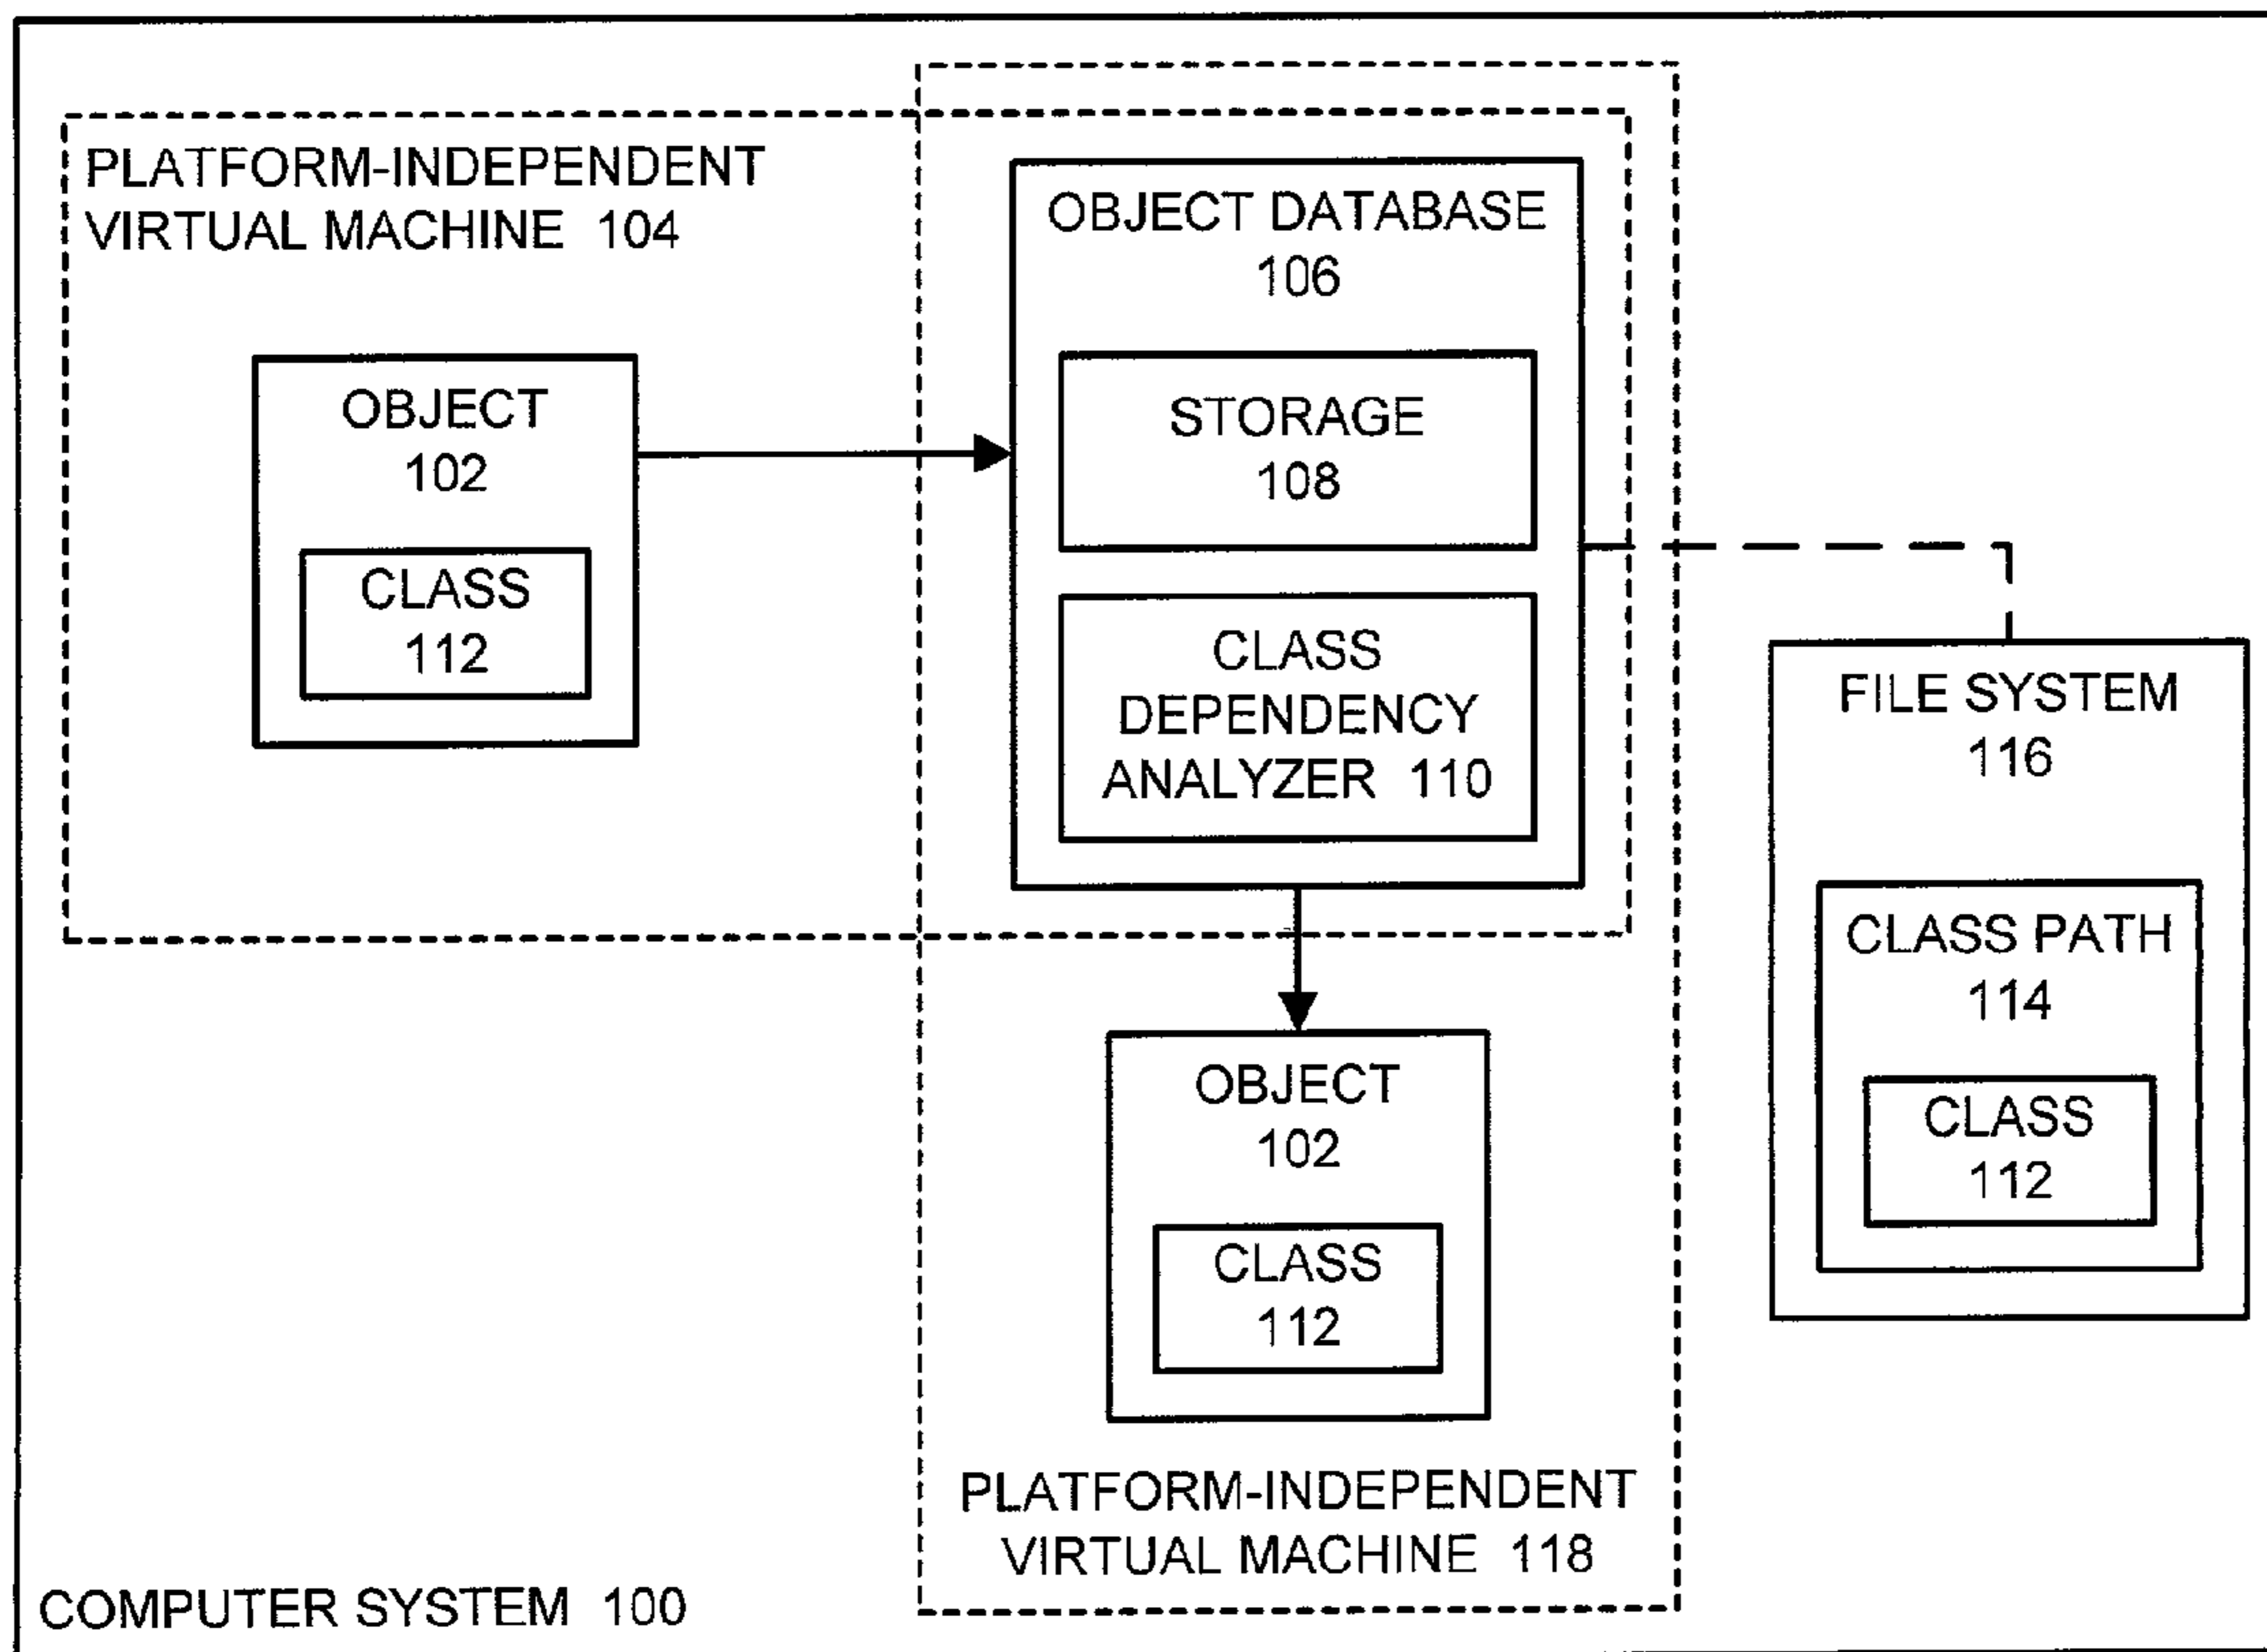 PLATFORM-INDEPENDENT
VIRTUAL MACHINE 104
OBJECT
102
CLASS
112
OBJECT DATABASE
106
STORAGE
108
CLASS
DEPENDENCY
ANALYZER 110
FILE SYSTEM
116
CLASS PATH
114
CLASS
112
OBJECT
102
CLASS
112
PLATFORM-INDEPENDENT
VIRTUAL MACHINE 118
COMPUTER SYSTEM 100